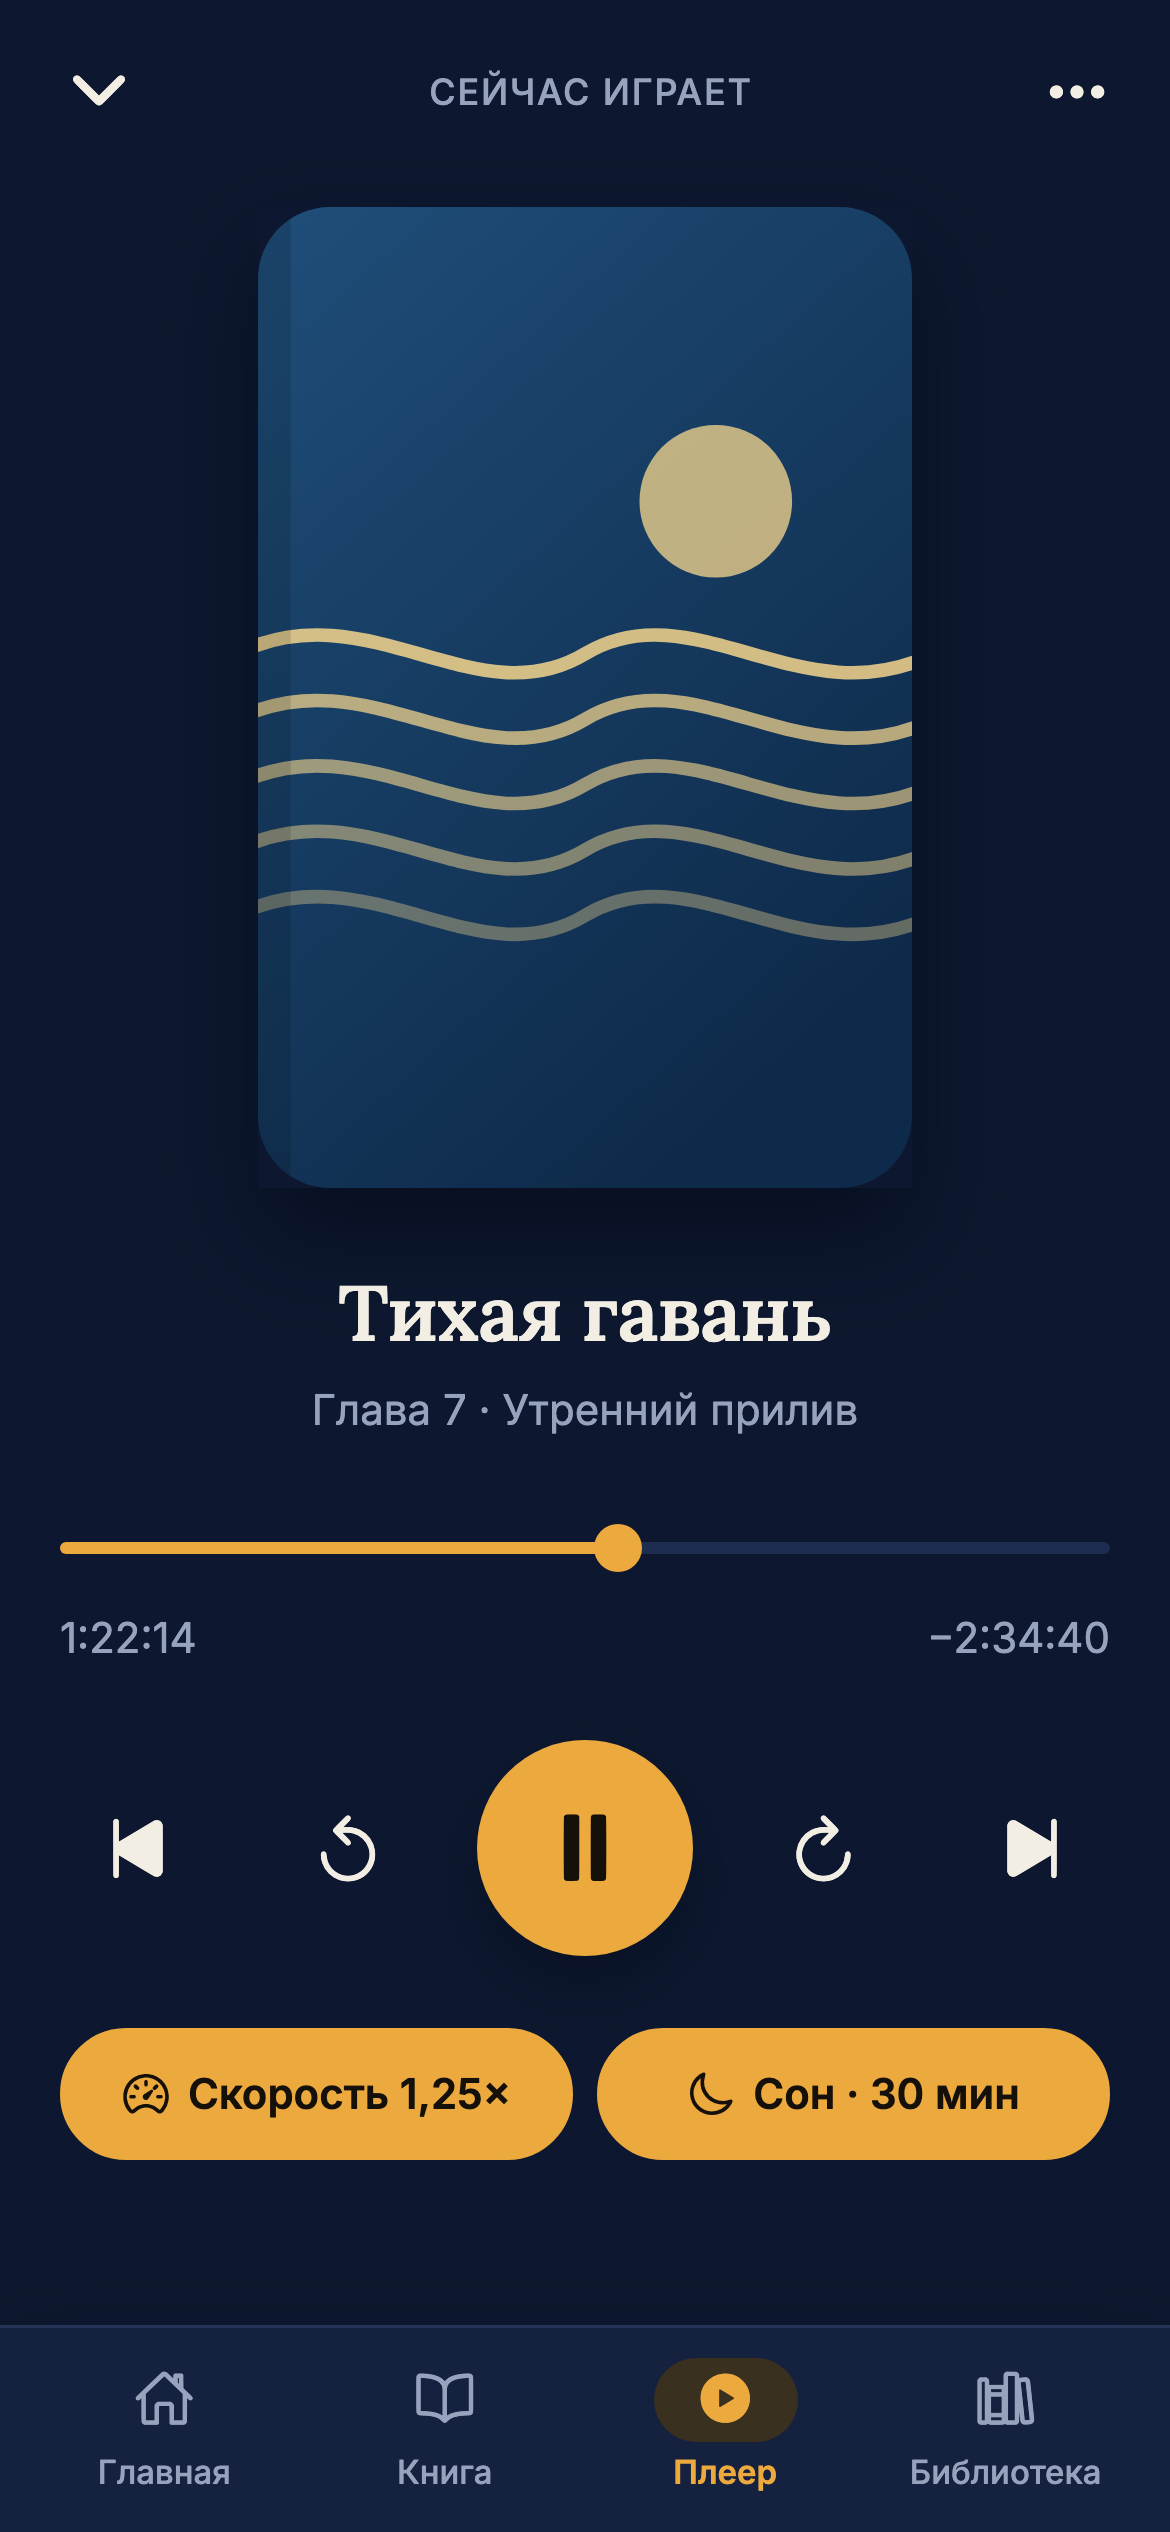 СЕЙЧАС ИГРАЕТ
Тихая гавань
Глава 7 · Утренний прилив
1:22:14
−2:34:40
Скорость 1,25×
Сон · 30 мин
Главная
Книга
Плеер
Библиотека